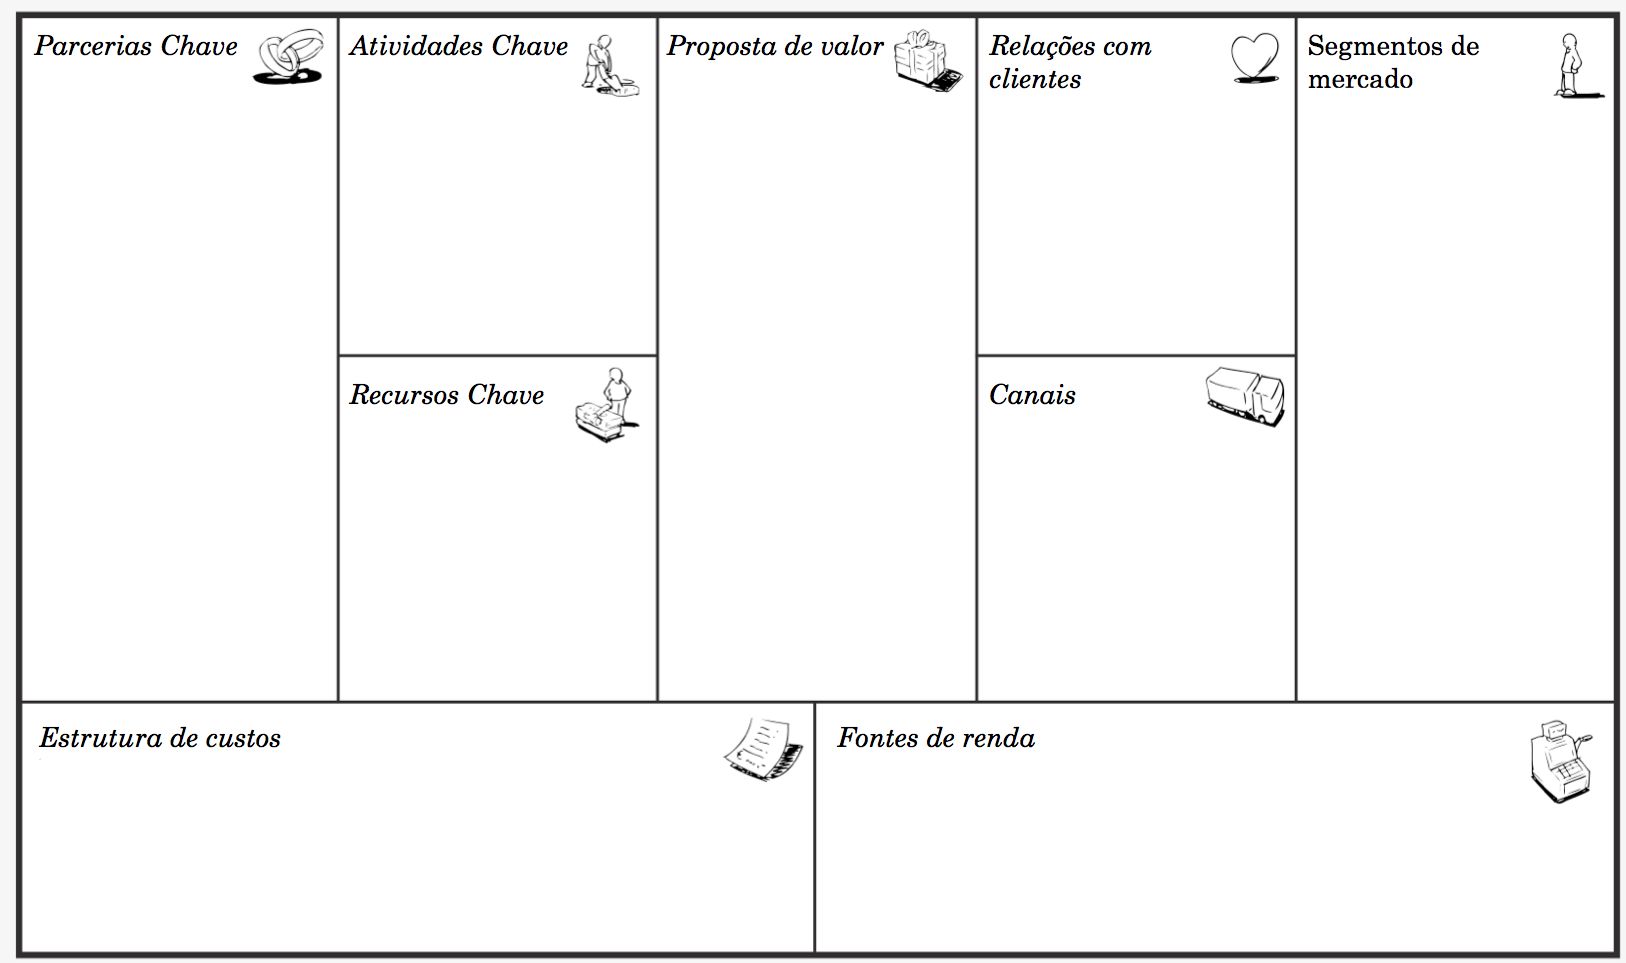 Parcerias Chave
Atividades Chave
Proposta de valor
Relações com
clientes
Segmentos de
mercado
Recursos Chave
Canais
Estrutura de custos
Fontes de renda